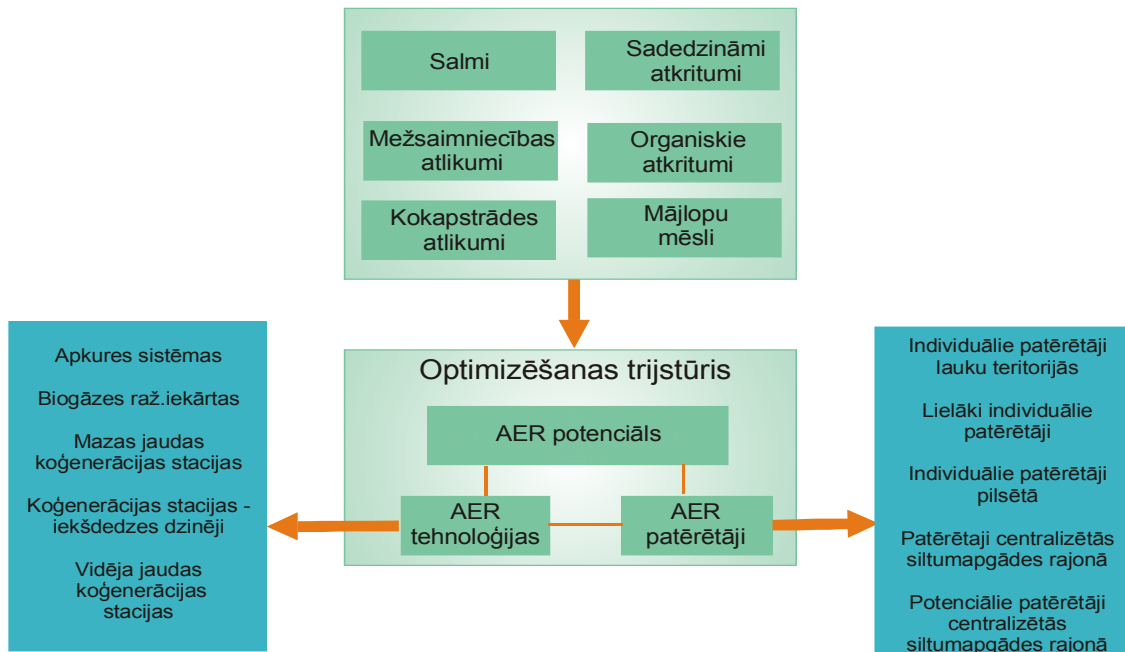 Salmi
Sadedzināmi
atkritumi
Mežsaimniecības
atlikumi
Organiskie
atkritumi
Kokapstrādes
atlikumi
Mājlopu
mēsli
Optimizēšanas trijstūris
AER potenciāls
AER
tehnoloģijas
AER
patērētāji
Apkures sistēmas
Biogāzes raž.iekārtas
Mazas jaudas
koģenerācijas stacijas
Koģenerācijas stacijas -
iekšdedzes dzinēji
Vidēja jaudas
koģenerācijas
stacijas
Individuālie patērētāji
lauku teritorijās
Lielāki individuālie
patērētāji
Individuālie patērētāji
pilsētā
Patērētaji centralizētās
siltumapgādes rajonā
Potenciālie patērētāji
centralizētās
siltumapgādes rajonā